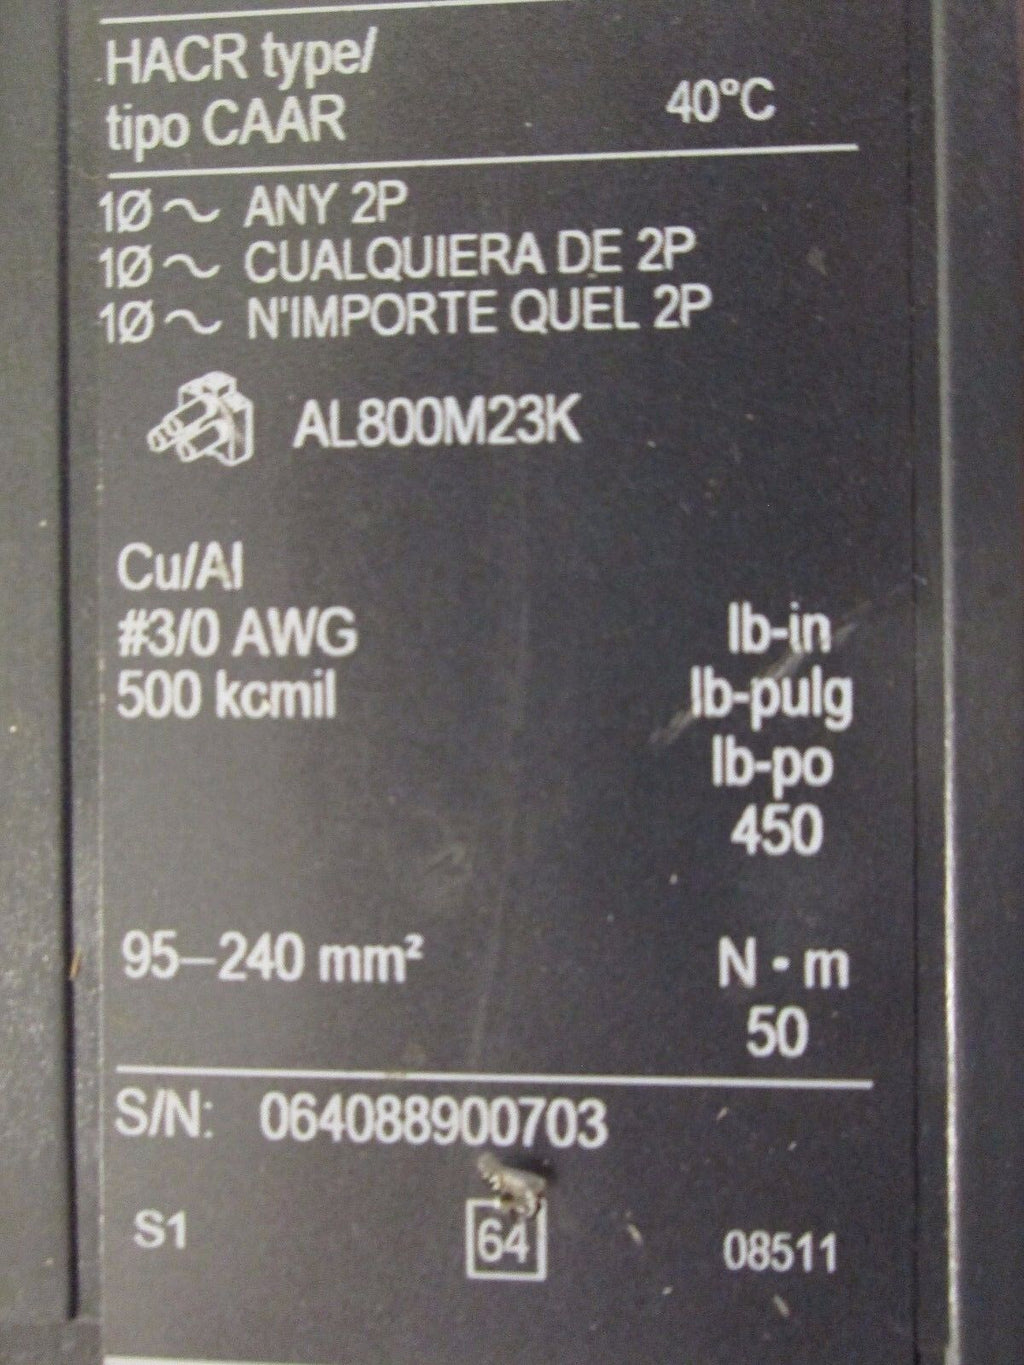 HACR type/
tipo CAAR 40°C
1Ø ~ ANY 2P
1Ø ~ CUALQUIERA DE 2P
1Ø ~ N'IMPORTE QUEL 2P
AL800M23K
Cu/Al
#3/0 AWG lb-in
500 kcmil lb-pulg
lb-po
450
95–240 mm² N · m
50
S/N: 064088900703
S1 64 08511